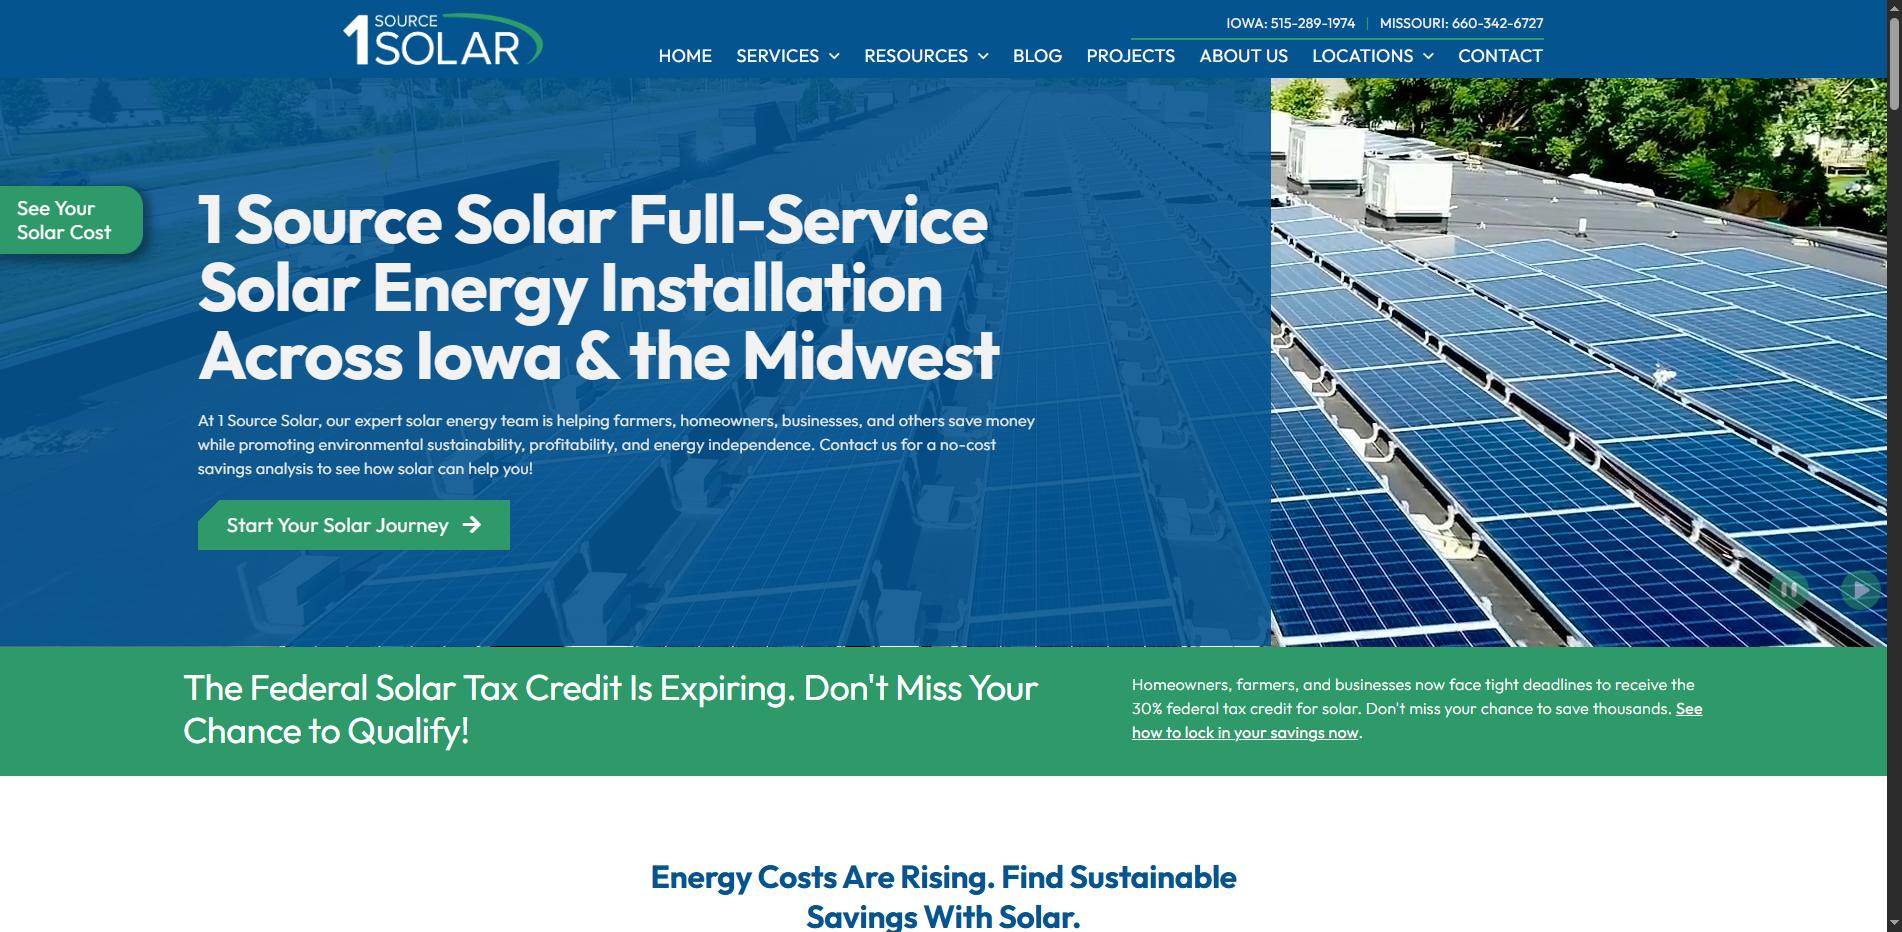 1 SOURCE SOLAR
IOWA: 515-289-1974 | MISSOURI: 660-342-6727
HOME SERVICES RESOURCES BLOG PROJECTS ABOUT US LOCATIONS CONTACT
See Your
Solar Cost
1 Source Solar Full-Service
Solar Energy Installation
Across Iowa & the Midwest
At 1 Source Solar, our expert solar energy team is helping farmers, homeowners, businesses, and others save money
while promoting environmental sustainability, profitability, and energy independence. Contact us for a no-cost
savings analysis to see how solar can help you!
Start Your Solar Journey
The Federal Solar Tax Credit Is Expiring. Don't Miss Your
Chance to Qualify!
Homeowners, farmers, and businesses now face tight deadlines to receive the
30% federal tax credit for solar. Don't miss your chance to save thousands. See
how to lock in your savings now.
Energy Costs Are Rising. Find Sustainable
Savings With Solar.